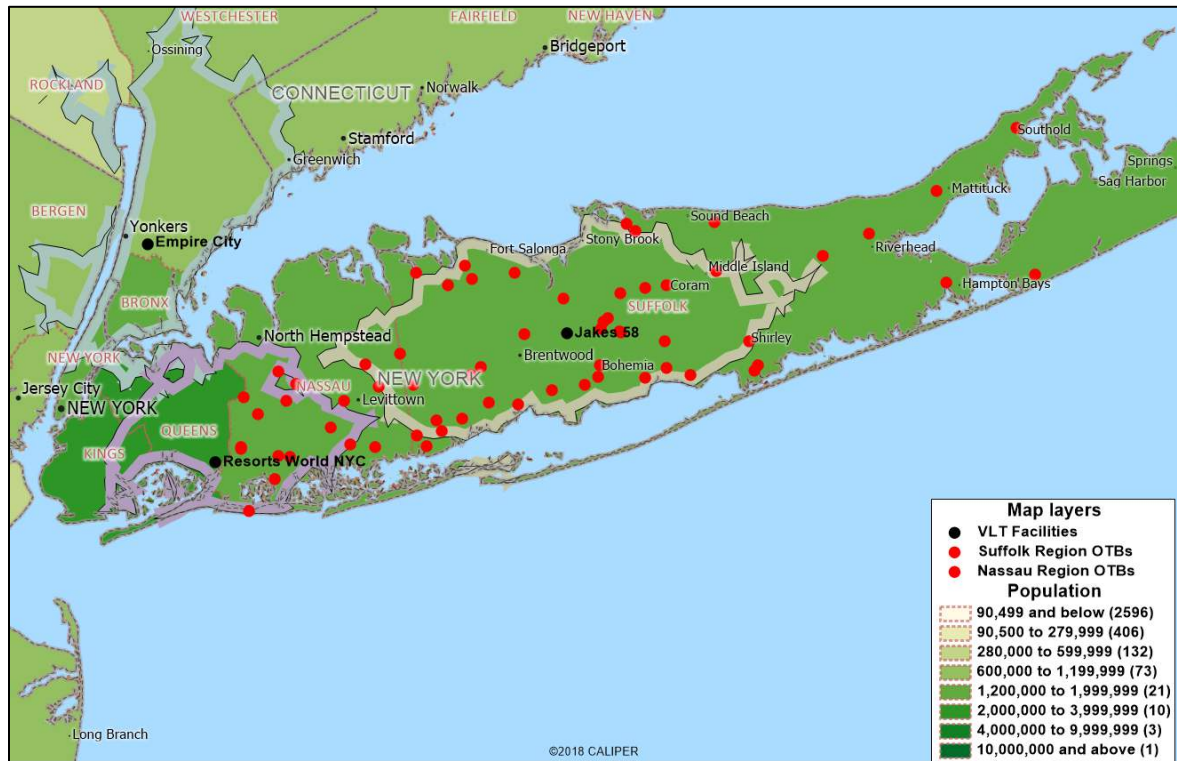 WESTCHESTER
FAIRFIELD
NEW HAVEN
Ossining
Bridgeport
ROCKLAND
CONNECTICUT
Norwalk
Stamford
Greenwich
Southold
Springs
Mattituck
Sag Harbor
BERGEN
Yonkers
Empire City
Sound Beach
Fort Salonga
Stony Brook
Riverhead
Middle Island
Hampton Bays
BRONX
Coram
SUFFOLK
North Hempstead
Jakes 58
Shirley
NEW YORK
Brentwood
Bohemia
Jersey City
NASSAU
NEW YORK
Levittown
NEW YORK
QUEENS
KINGS
Resorts World NYC
Long Branch
©2018 CALIPER
Map layers
VLT Facilities
Suffolk Region OTBs
Nassau Region OTBs
Population
90,499 and below (2596)
90,500 to 279,999 (406)
280,000 to 599,999 (132)
600,000 to 1,199,999 (73)
1,200,000 to 1,999,999 (21)
2,000,000 to 3,999,999 (10)
4,000,000 to 9,999,999 (3)
10,000,000 and above (1)